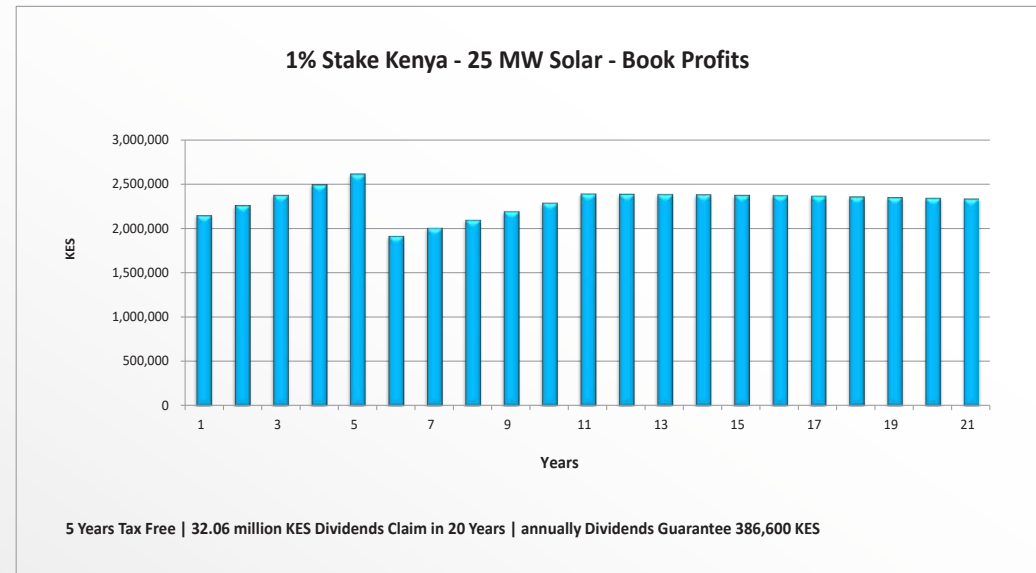 1% Stake Kenya - 25 MW Solar - Book Profits
3,000,000
2,500,000
2,000,000
1,500,000
1,000,000
500,000
0
KES
1 3 5 7 9 11 13 15 17 19 21
Years
5 Years Tax Free | 32.06 million KES Dividends Claim in 20 Years | annually Dividends Guarantee 386,600 KES